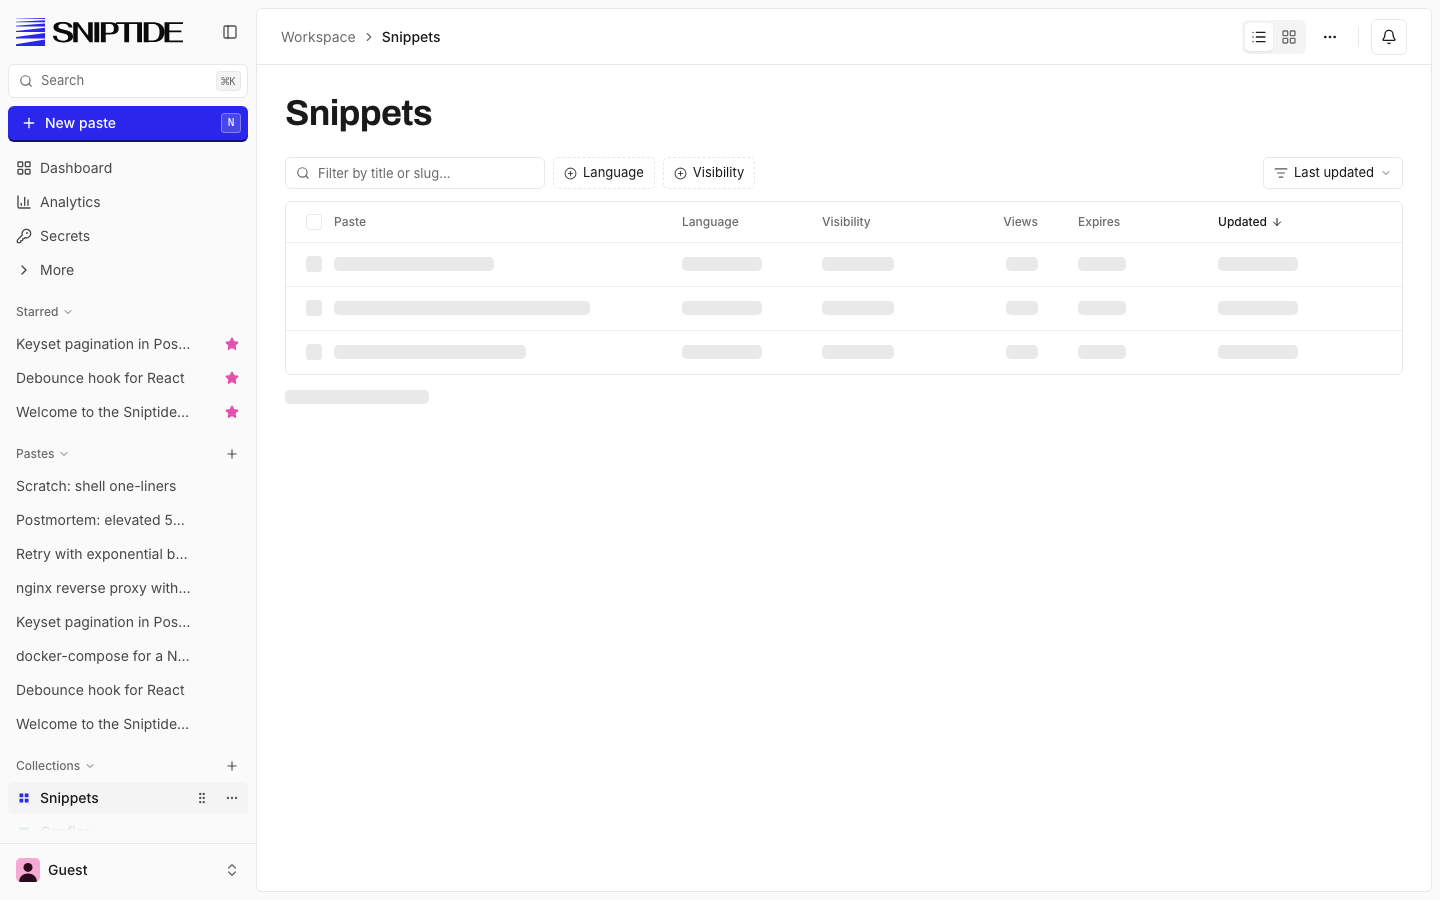 SNIPTIDE
Search ⌘K
New paste N
Dashboard
Analytics
Secrets
More
Starred
Keyset pagination in Pos...
Debounce hook for React
Welcome to the Sniptide...
Pastes
Scratch: shell one-liners
Postmortem: elevated 5...
Retry with exponential b...
nginx reverse proxy with...
Keyset pagination in Pos...
docker-compose for a N...
Debounce hook for React
Welcome to the Sniptide...
Collections
Snippets
Guest
Workspace > Snippets
Snippets
Filter by title or slug... Language Visibility Last updated
Paste Language Visibility Views Expires Updated ↓